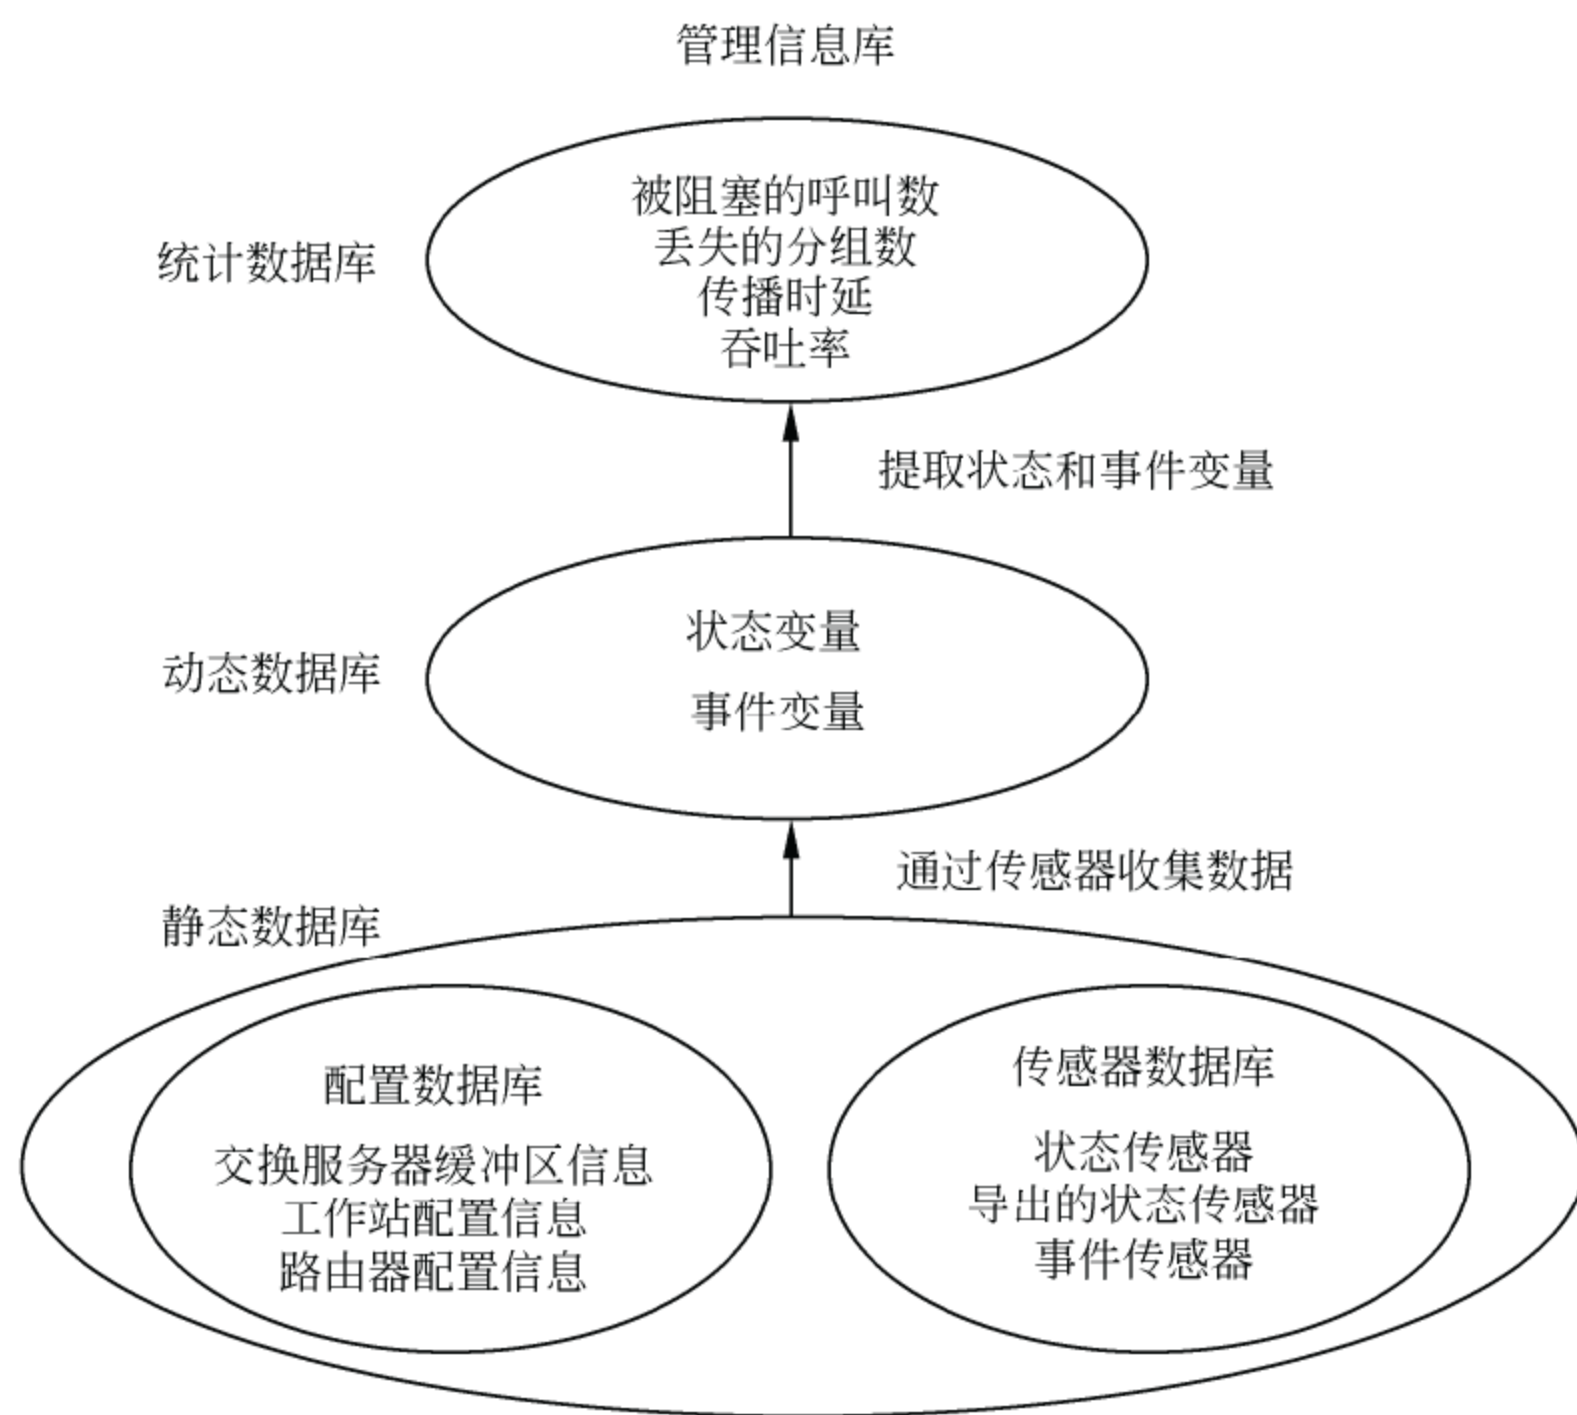 管理信息库
统计数据库
被阻塞的呼叫数
丢失的分组数
传播时延
吞吐率
提取状态和事件变量
动态数据库
状态变量
事件变量
通过传感器收集数据
静态数据库
配置数据库
交换服务器缓冲区信息
工作站配置信息
路由器配置信息
传感器数据库
状态传感器
导出的状态传感器
事件传感器